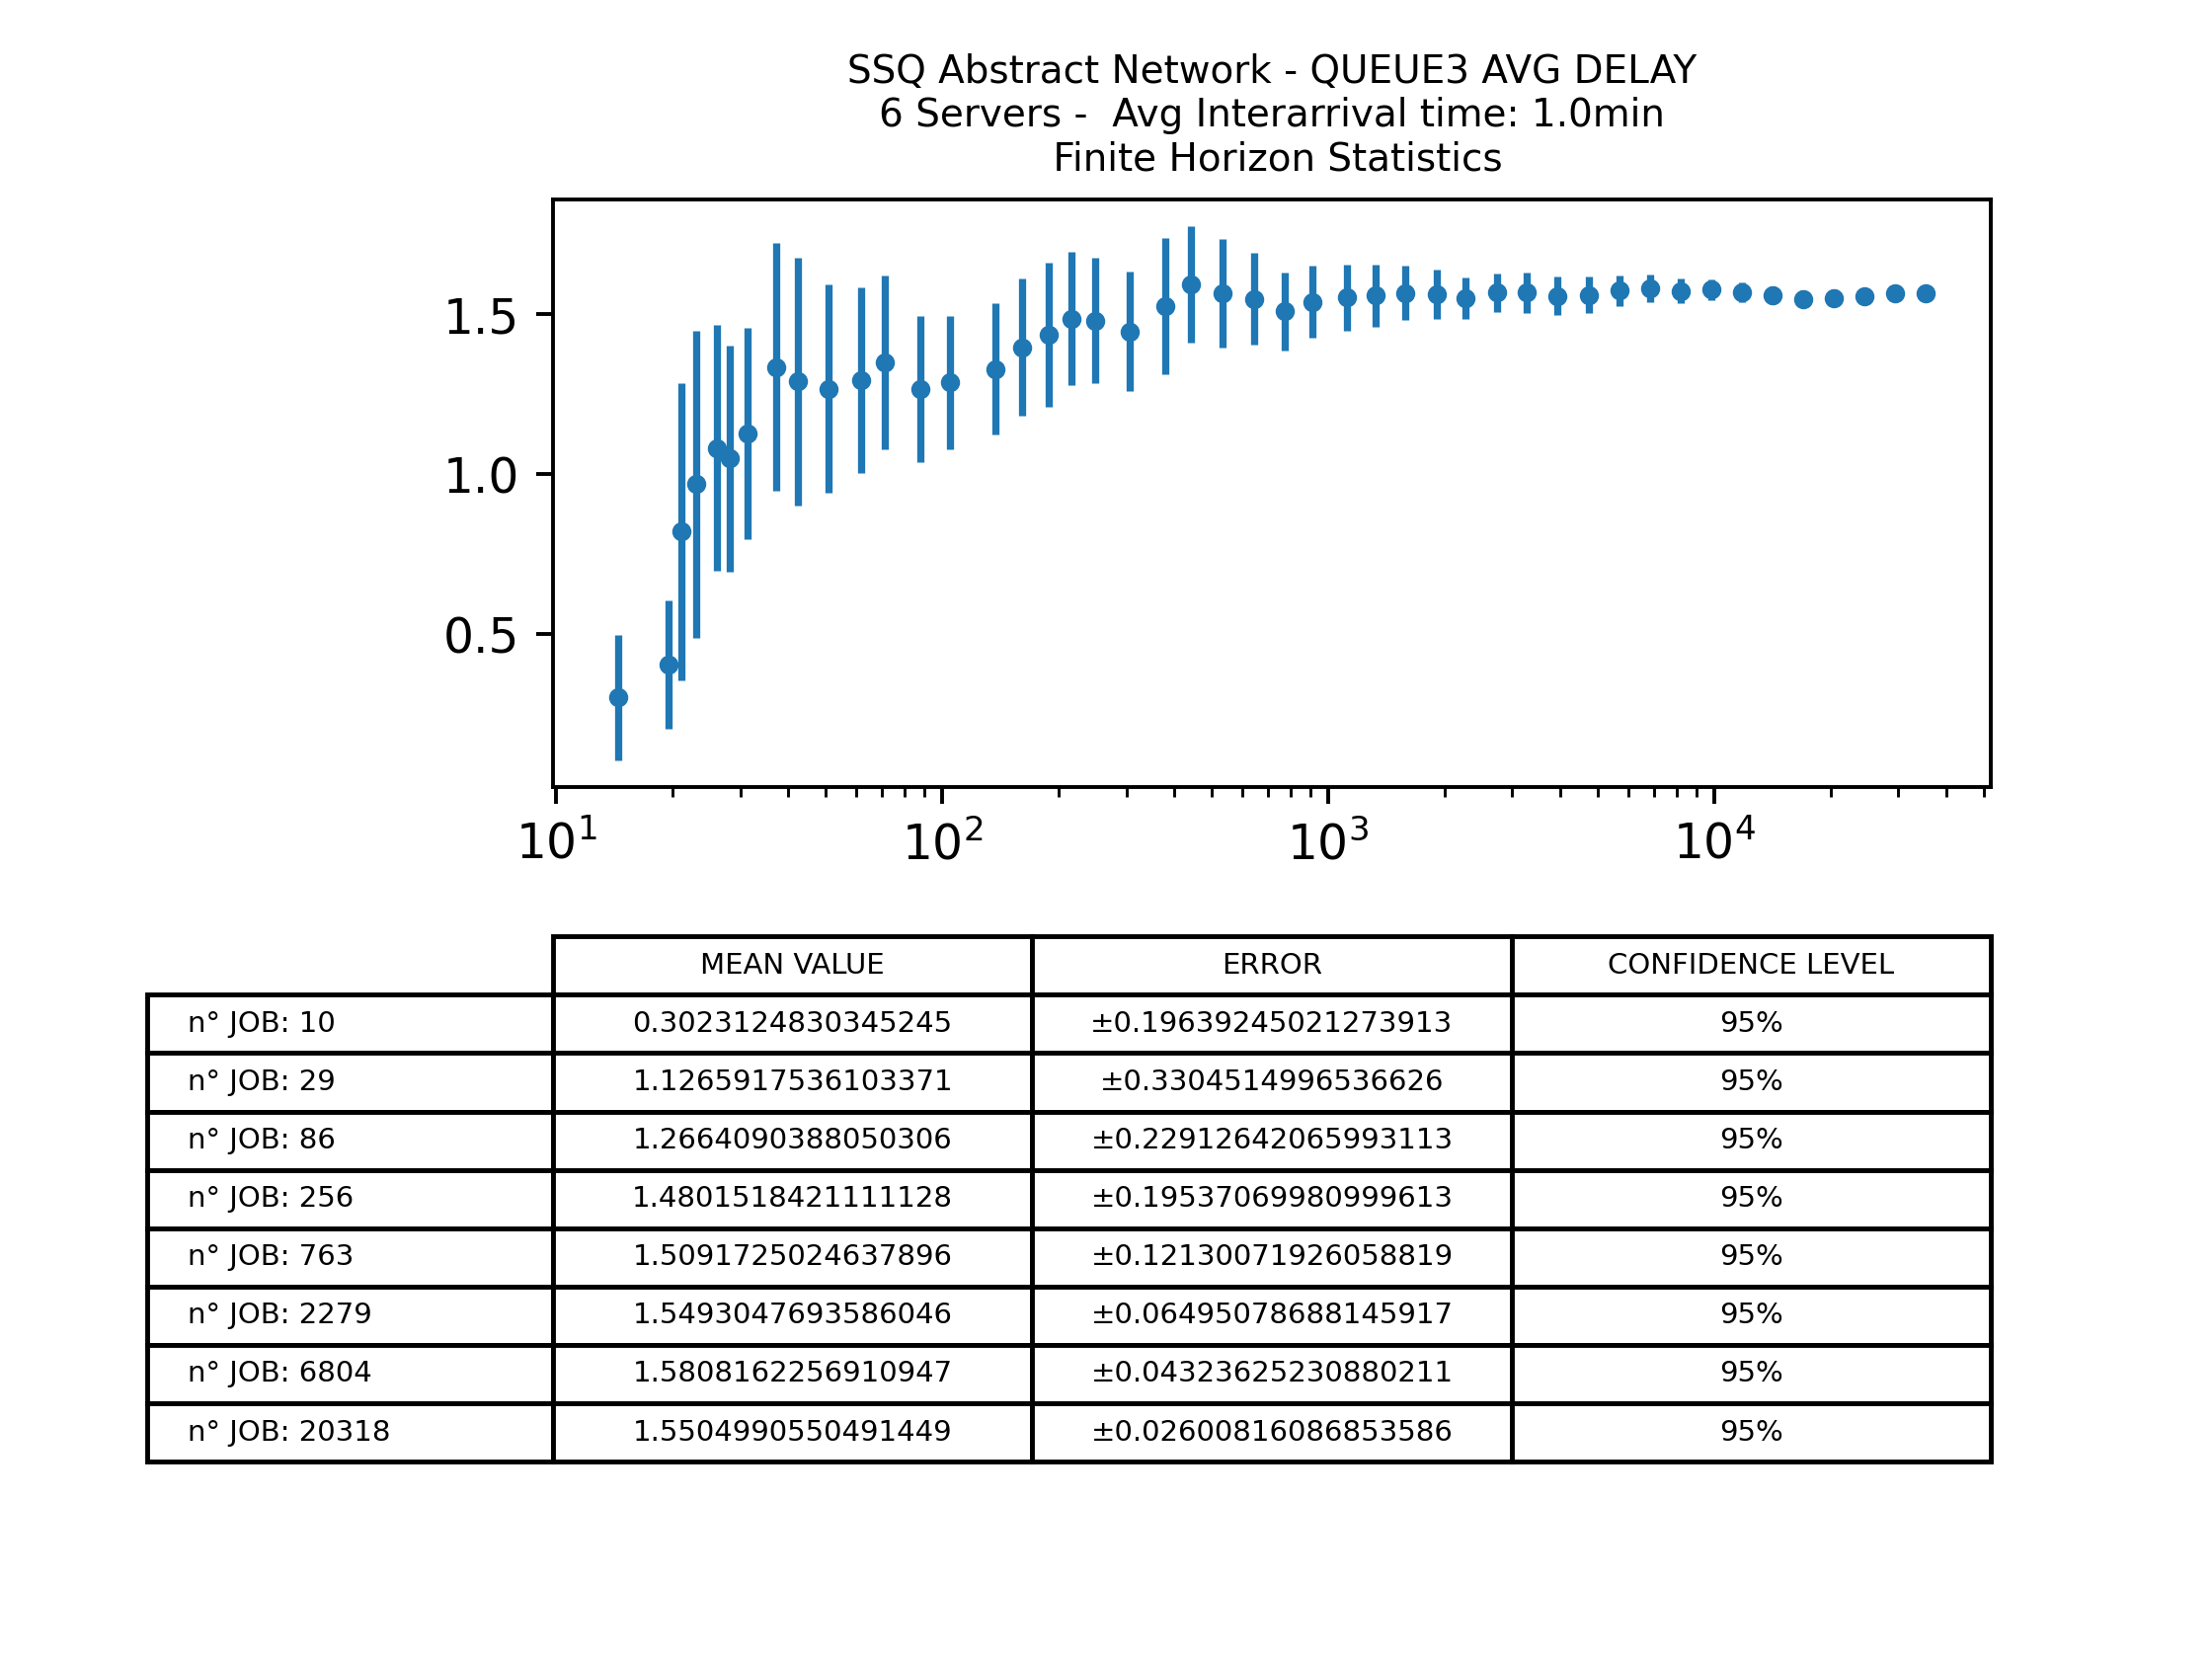 SSQ Abstract Network - QUEUE3 AVG DELAY
6 Servers -  Avg Interarrival time: 1.0min
Finite Horizon Statistics
1.5
1.0
0.5
10¹ 10² 10³ 10⁴
MEAN VALUE ERROR CONFIDENCE LEVEL
n° JOB: 10 0.3023124830345245 ±0.19639245021273913 95%
n° JOB: 29 1.1265917536103371 ±0.3304514996536626 95%
n° JOB: 86 1.2664090388050306 ±0.22912642065993113 95%
n° JOB: 256 1.4801518421111128 ±0.19537069980999613 95%
n° JOB: 763 1.5091725024637896 ±0.12130071926058819 95%
n° JOB: 2279 1.5493047693586046 ±0.06495078688145917 95%
n° JOB: 6804 1.5808162256910947 ±0.04323625230880211 95%
n° JOB: 20318 1.5504990550491449 ±0.02600816086853586 95%